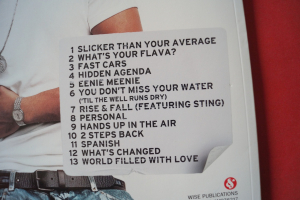 1 SLICKER THAN YOUR AVERAGE
2 WHAT'S YOUR FLAVA?
3 FAST CARS
4 HIDDEN AGENDA
5 EENIE MEENIE
6 YOU DON'T MISS YOUR WATER
('TIL THE WELL RUNS DRY)
7 RISE & FALL (FEATURING STING)
8 PERSONAL
9 HANDS UP IN THE AIR
10 2 STEPS BACK
11 SPANISH
12 WHAT'S CHANGED
13 WORLD FILLED WITH LOVE
WISE PUBLICATIONS